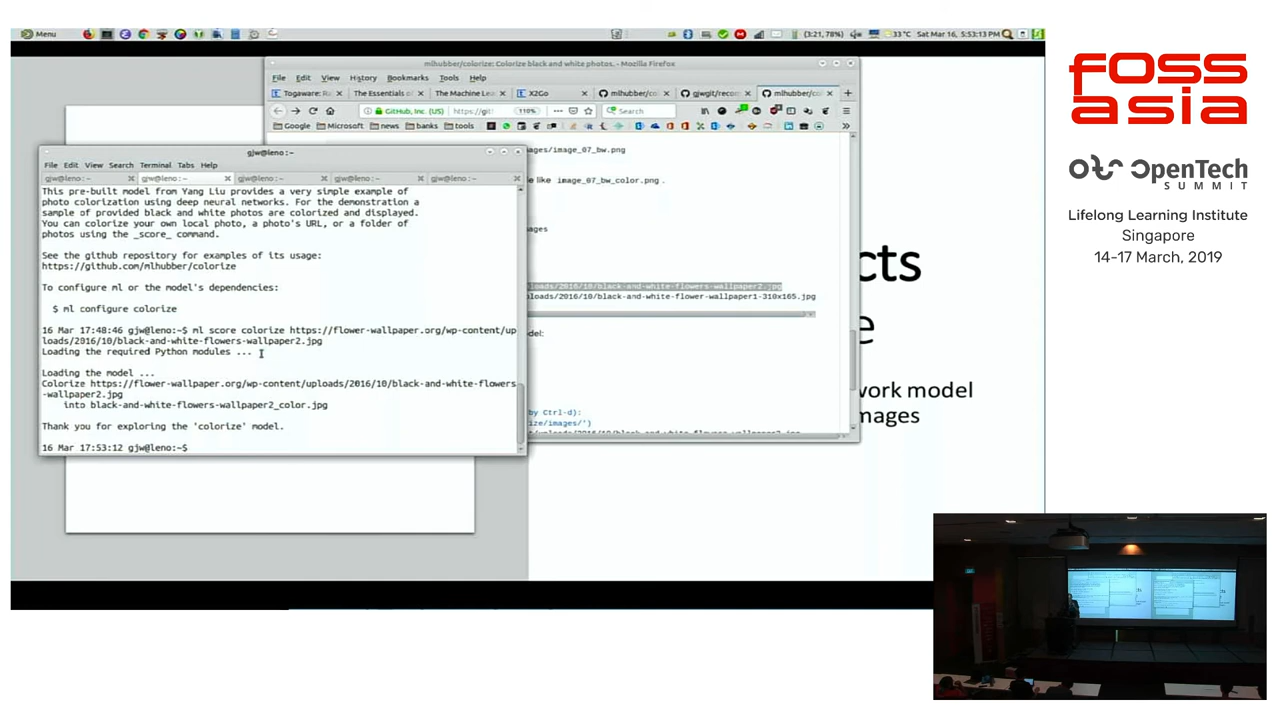 Menu
(3:21, 78%)
33°C Sat Mar 16, 5:53:13 PM
mlhubber/colorize: Colorize black and white photos. - Mozilla Firefox
File Edit View History Bookmarks Tools Help
Togaware: The Essentials of The Machine Lea X2Go mlhubber/co gjwgit/recor mlhubber/c
GitHub, Inc. (US) 110% Search
Google Microsoft news banks tools
ages/image_07_bw.png
e like image_07_bw_color.png.
ages
loads/2016/10/black-and-white-flowers-wallpaper2.jpg
loads/2016/10/black-and-white-flower-wallpaper1-310x165.jpg
del:
by Ctrl-d):
ize/images/')
gjw@leno:~
File Edit View Search Terminal Tabs Help
gjw@leno:~ gjw@leno:~ gjw@leno:~ gjw@leno:~ gjw@leno:~
This pre-built model from Yang Liu provides a very simple example of
photo colorization using deep neural networks. For the demonstration a
sample of provided black and white photos are colorized and displayed.
You can colorize your own local photo, a photo's URL, or a folder of
photos using the _score_ command.
See the github repository for examples of its usage:
https://github.com/mlhubber/colorize
To configure ml or the model's dependencies:
$ ml configure colorize
16 Mar 17:48:46 gjw@leno:~$ ml score colorize https://flower-wallpaper.org/wp-content/up
loads/2016/10/black-and-white-flowers-wallpaper2.jpg
Loading the required Python modules ...
Loading the model ...
Colorize https://flower-wallpaper.org/wp-content/uploads/2016/10/black-and-white-flowers
-wallpaper2.jpg
into black-and-white-flowers-wallpaper2_color.jpg
Thank you for exploring the 'colorize' model.
16 Mar 17:53:12 gjw@leno:~$
cts
e
work model
mages
FOSS
asia
OpenTech
SUMMIT
Lifelong Learning Institute
Singapore
14-17 March, 2019